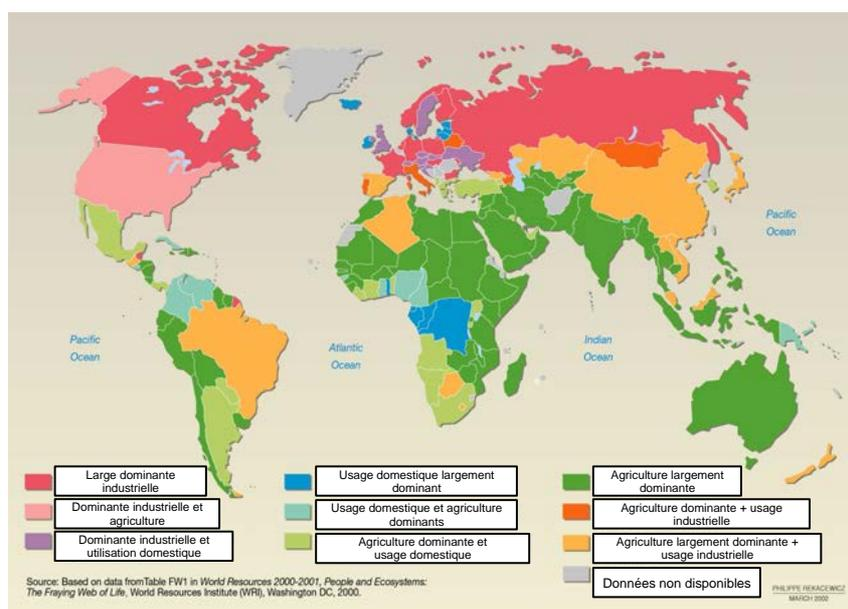 Pacific
Ocean
Pacific
Ocean
Atlantic
Ocean
Indian
Ocean
Large dominante
industrielle
Dominante industrielle et
agriculture
Dominante industrielle et
utilisation domestique
Usage domestique largement
dominant
Usage domestique et agriculture
dominants
Agriculture dominante et
usage domestique
Agriculture largement
dominante
Agriculture dominante + usage
industrielle
Agriculture largement dominante +
usage industrielle
Données non disponibles
Source: Based on data fromTable FW1 in World Resources 2000-2001, People and Ecosystems:
The Fraying Web of Life, World Resources Institute (WRI), Washington DC, 2000.
PHILIPPE REKACEWICZ
MARCH 2002